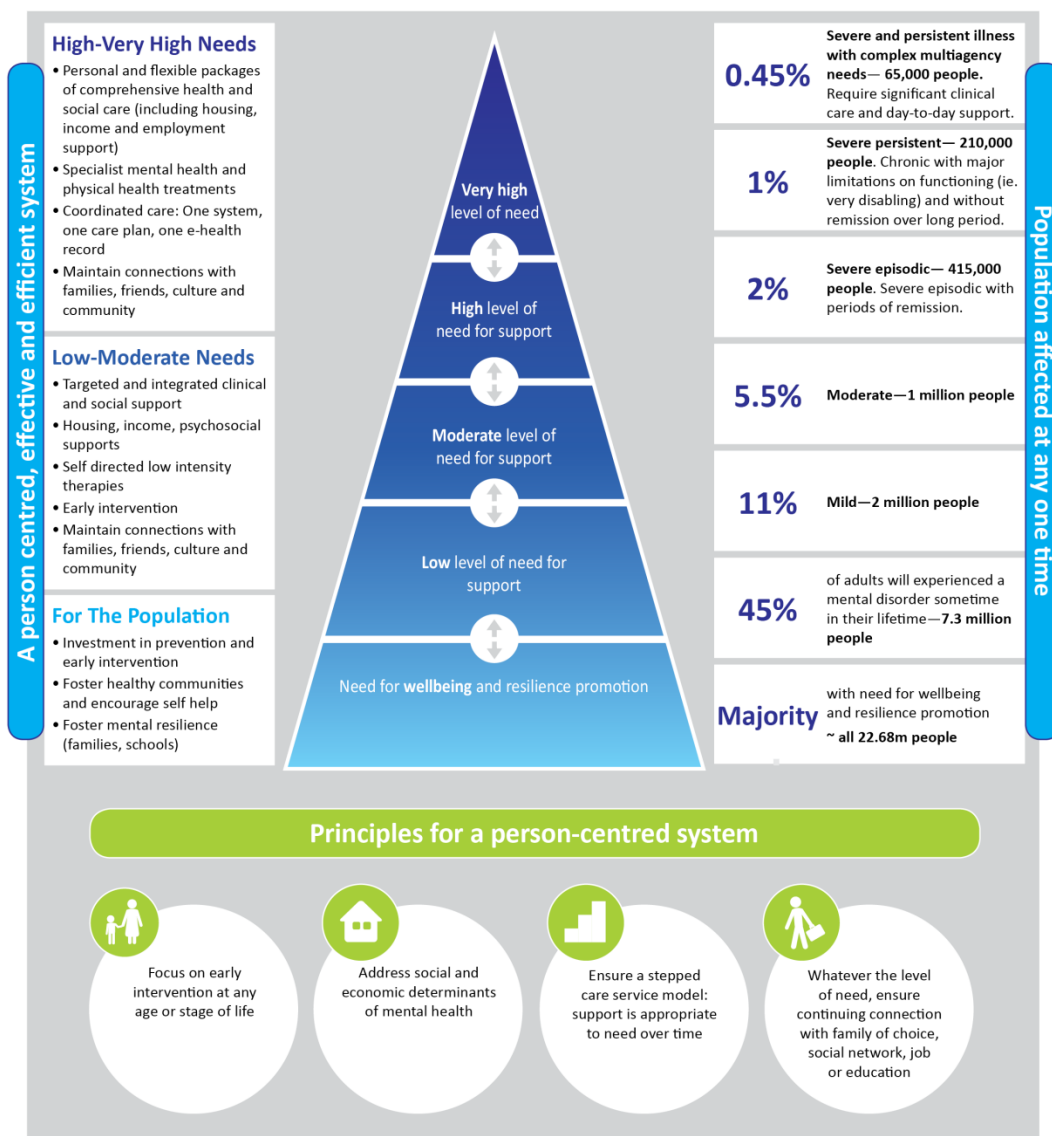 A person centred, effective and efficient system
High-Very High Needs
• Personal and flexible packages
of comprehensive health and
social care (including housing,
income and employment
support)
• Specialist mental health and
physical health treatments
• Coordinated care: One system,
one care plan, one e-health
record
• Maintain connections with
families, friends, culture and
community
Low-Moderate Needs
• Targeted and integrated clinical
and social support
• Housing, income, psychosocial
supports
• Self directed low intensity
therapies
• Early intervention
• Maintain connections with
families, friends, culture and
community
For The Population
• Investment in prevention and
early intervention
• Foster healthy communities
and encourage self help
• Foster mental resilience
(families, schools)
Very high
level of need
High level of
need for support
Moderate level of
need for support
Low level of need for
support
Need for wellbeing and resilience promotion
0.45%
Severe and persistent illness
with complex multiagency
needs— 65,000 people.
Require significant clinical
care and day-to-day support.
1%
Severe persistent— 210,000
people. Chronic with major
limitations on functioning (ie.
very disabling) and without
remission over long period.
2%
Severe episodic— 415,000
people. Severe episodic with
periods of remission.
5.5%
Moderate—1 million people
11%
Mild—2 million people
45%
of adults will experienced a
mental disorder sometime
in their lifetime—7.3 million
people
Majority
with need for wellbeing
and resilience promotion
~ all 22.68m people
Population affected at any one time
Principles for a person-centred system
Focus on early
intervention at any
age or stage of life
Address social and
economic determinants
of mental health
Ensure a stepped
care service model:
support is appropriate
to need over time
Whatever the level
of need, ensure
continuing connection
with family of choice,
social network, job
or education